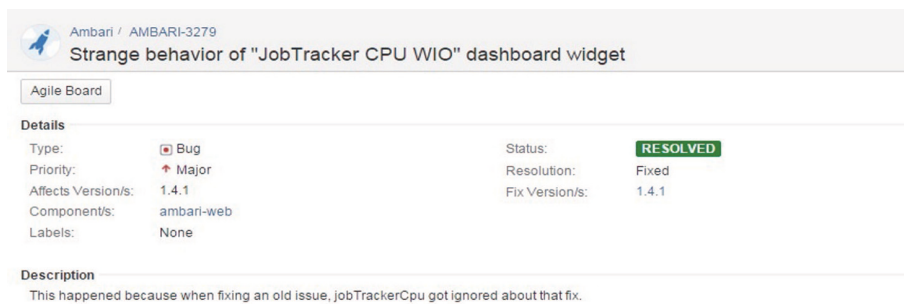 Ambari / AMBARI-3279
Strange behavior of "JobTracker CPU WIO" dashboard widget
Agile Board
Details
Type: Bug Status: RESOLVED
Priority: Major Resolution: Fixed
Affects Version/s: 1.4.1 Fix Version/s: 1.4.1
Component/s: ambari-web
Labels: None
Description
This happened because when fixing an old issue, jobTrackerCpu got ignored about that fix.